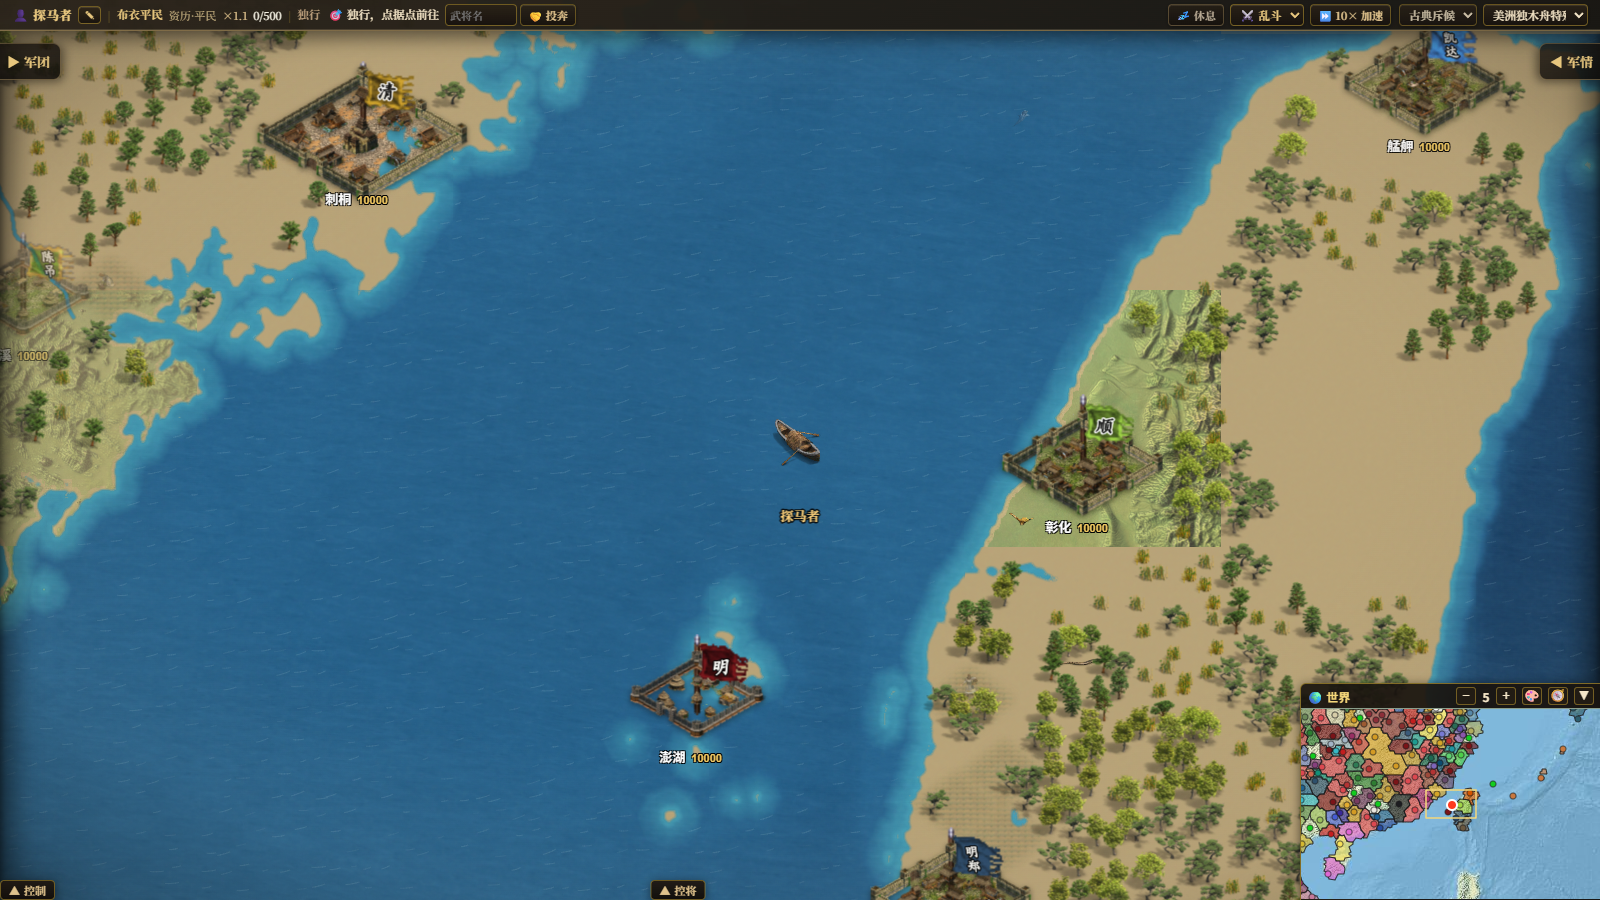 探马者 布衣平民 资历·平民 ×1.1 0/500 独行 独行，点据点前往 武将名 投奔 休息 乱斗 10× 加速 古典斥候 美洲独木舟特
军团
军情
凯达
艋舺 10000
清
刺桐 10000
陈吊
10000
顺
彰化 10000
探马者
明
澎湖 10000
明郑
世界 − 5 +
控制
控将